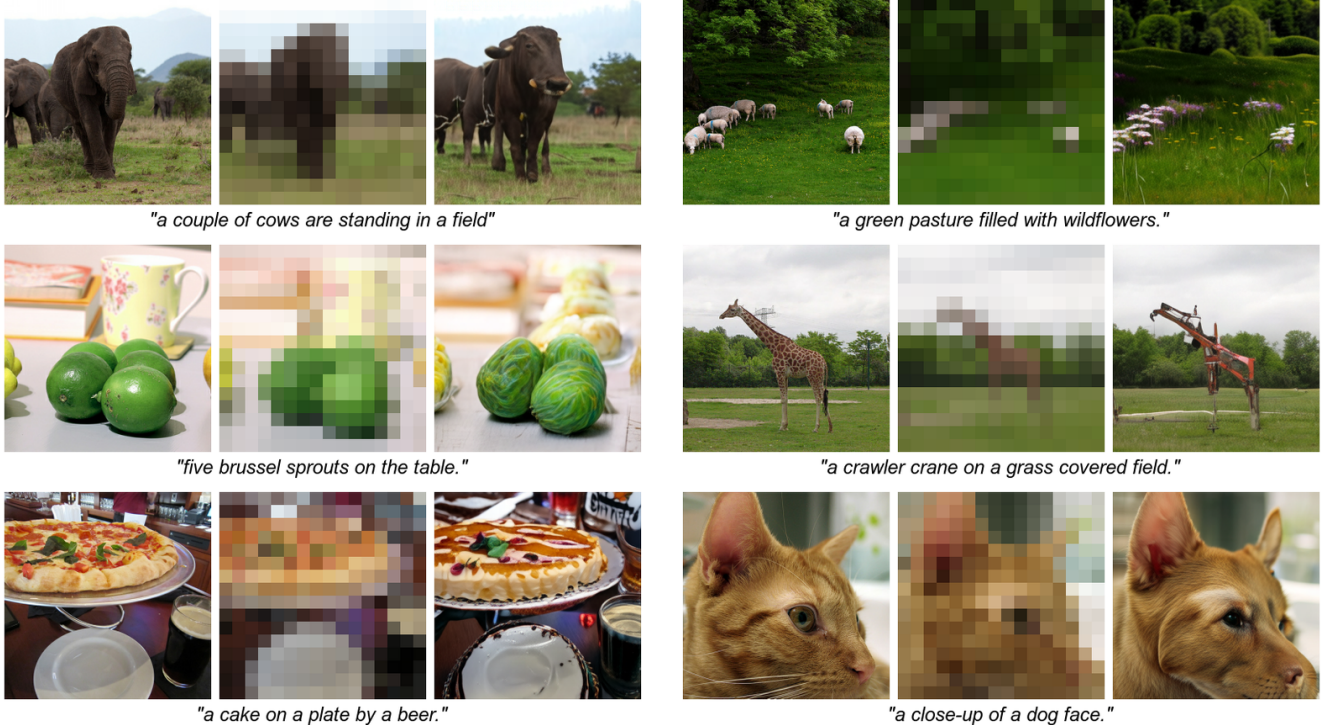 "a couple of cows are standing in a field"
"a green pasture filled with wildflowers."
"five brussel sprouts on the table."
"a crawler crane on a grass covered field."
"a cake on a plate by a beer."
"a close-up of a dog face."